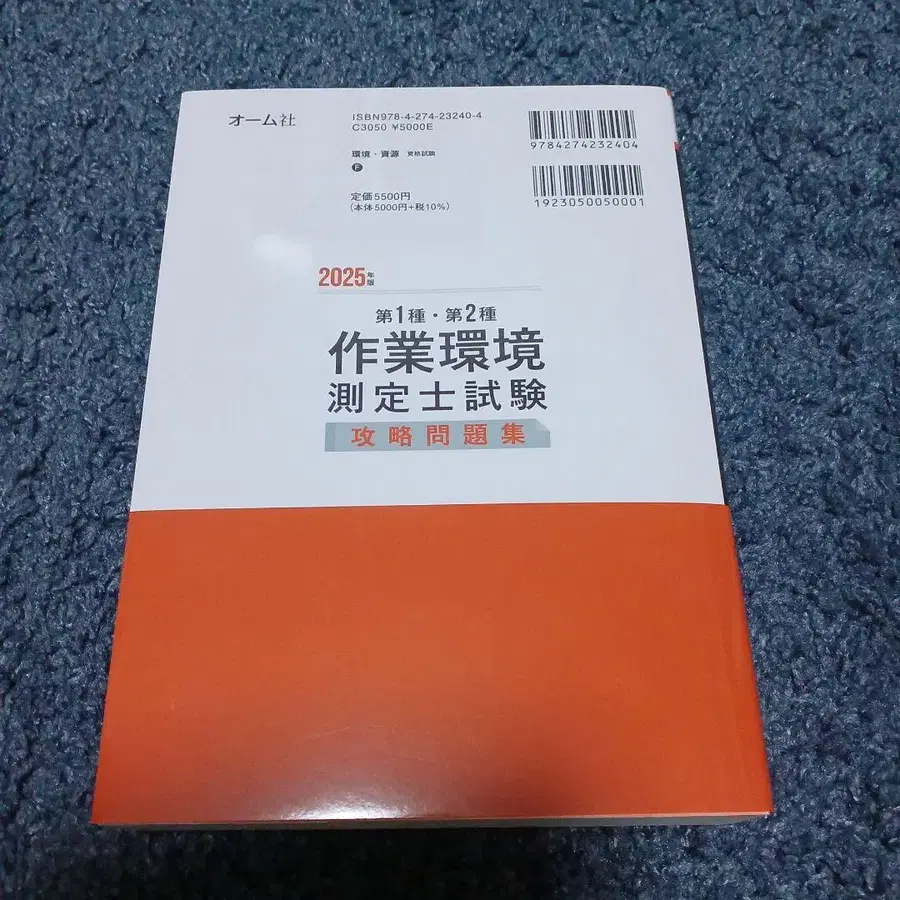 オーム社
ISBN978-4-274-23240-4
C3050 ¥5000E
環境・資源 資格試験
F
定価5500円
(本体5000円+税10%)
9784274232404
1923050050001
2025年版
第1種・第2種
作業環境
測定士試験
攻略問題集